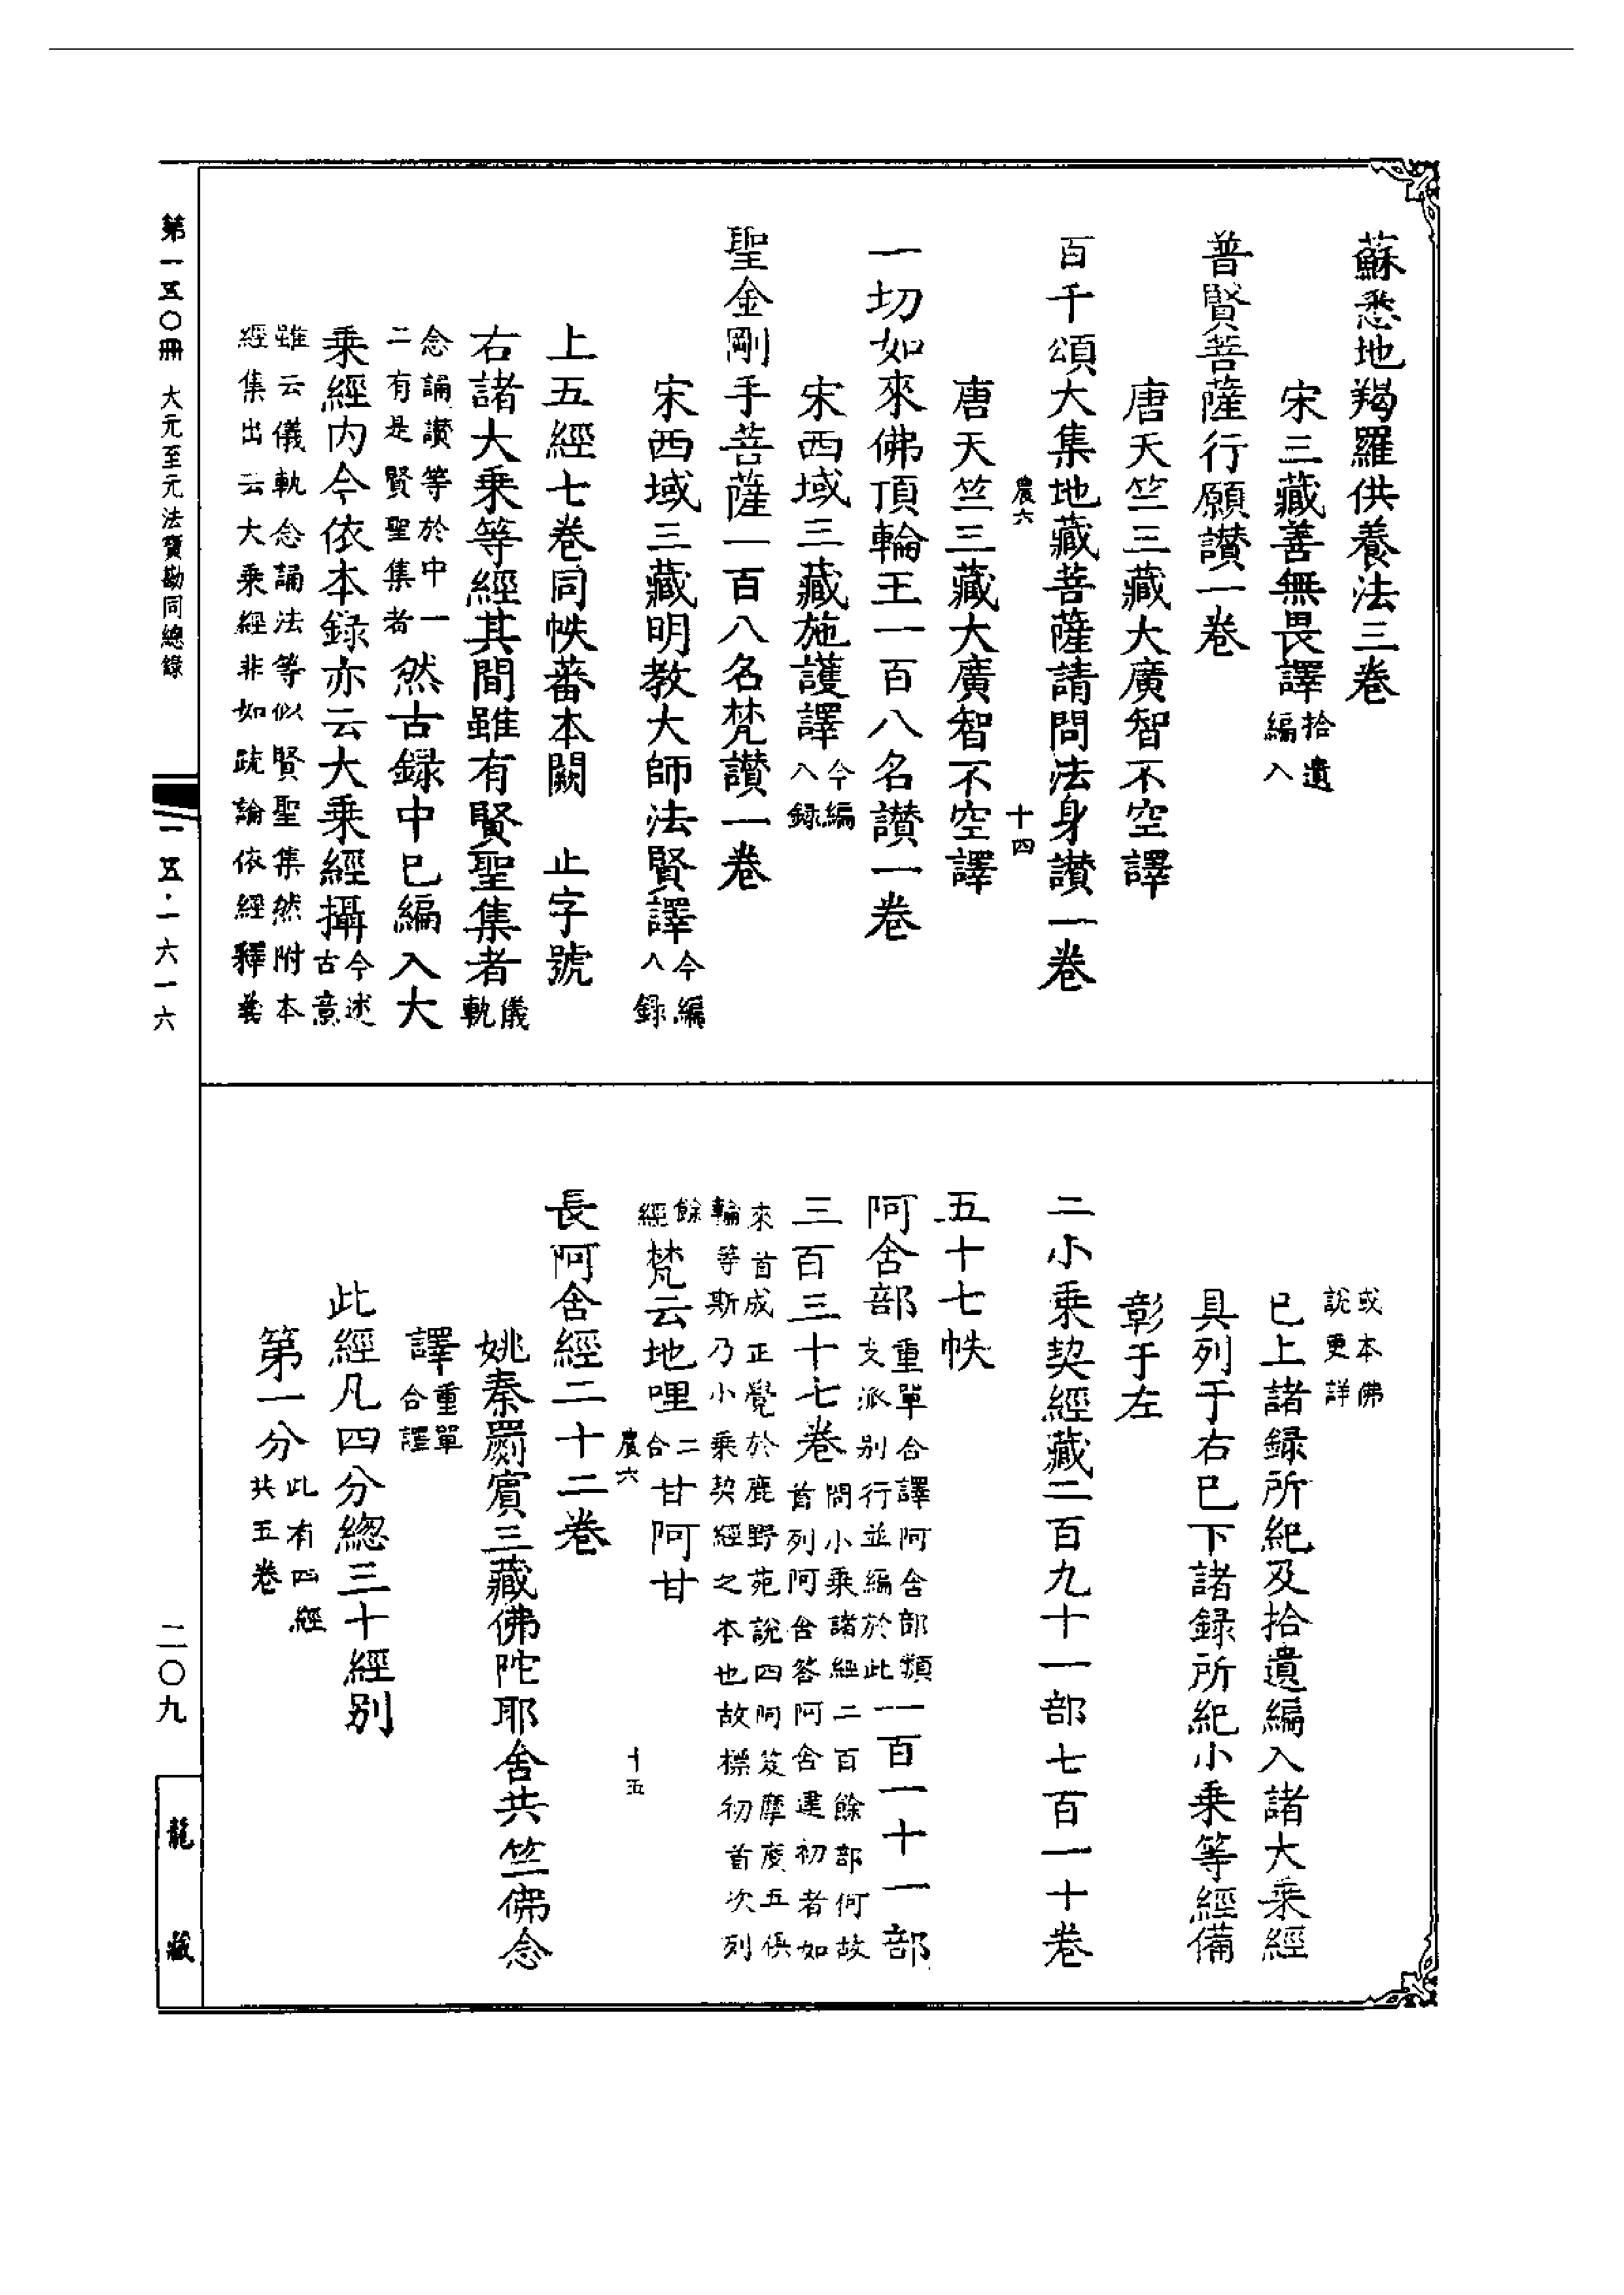 蘇悉地羯羅供養法三卷
宋三藏善無畏譯拾遺編入
普賢菩薩行願讃一卷
唐天竺三藏大廣智不空譯
百千頌大集地藏菩薩請問法身讃一卷
農六
十四
唐天竺三藏大廣智不空譯
一切如來佛頂輪王一百八名讃一卷
宋西域三藏施護譯今編入録
聖金剛手菩薩一百八名梵讃一卷
宋西域三藏明教大師法賢譯今編入録
上五經七卷同帙蕃本闕 止字號
右諸大乘等經其間雖有賢聖集者儀軌
念誦讃等於中一二有是賢聖集者然古録中已編入大
乘經内今依本録亦云大乘經攝今述古意
雖云儀軌念誦法等似賢聖集然附本
經集出云大乘經非如疏論依經釋義
第一五〇冊 大元至元法寶勘同總錄
一一五·一六一六
或本佛
說更詳
已上諸録所紀及拾遺編入諸大乘經
具列于右已下諸録所紀小乘等經備
彰于左
二小乘契經藏二百九十一部七百一十卷
五十七帙
阿含部重單合譯阿含部類支派别行並編於此一百一十一部
三百三十七卷問小乘諸經二百餘部何故首列阿含答阿含建初者如
來首成正覺於鹿野苑說四阿笈摩度五俱
輪等斯乃小乘契經之本也故標初首次列
餘經梵云地哩二合甘阿甘
農六
十五
長阿含經二十二卷
姚秦罽賓三藏佛陀耶舍共竺佛念
譯重單合譯
此經凡四分總三十經别
第一分此有四經共五卷
二〇九
龍藏